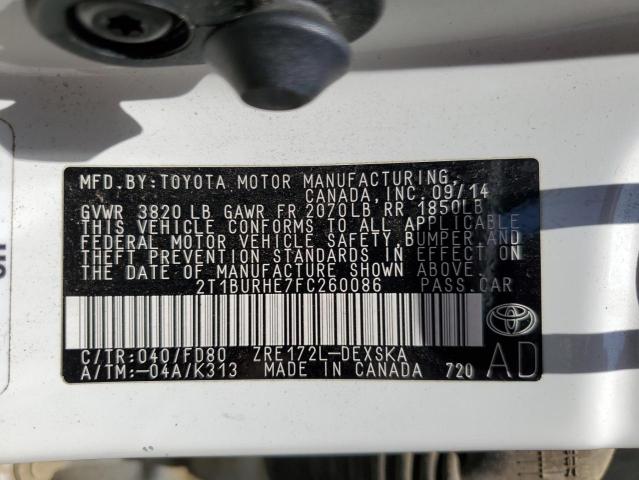 MFD. BY: TOYOTA MOTOR MANUFACTURING,
CANADA, INC. 09/14
GVWR 3820 LB GAWR FR 2070LB RR 1850LB
THIS VEHICLE CONFORMS TO ALL APPLICABLE
FEDERAL MOTOR VEHICLE SAFETY, BUMPER, AND
THEFT PREVENTION STANDARDS IN EFFECT ON
THE DATE OF MANUFACTURE SHOWN ABOVE.
2T1BURHE7FC260086 PASS.CAR
C/TR: 040/FD80 ZRE172L-DEXSKA
A/TM: -04A/K313 MADE IN CANADA 720 AD